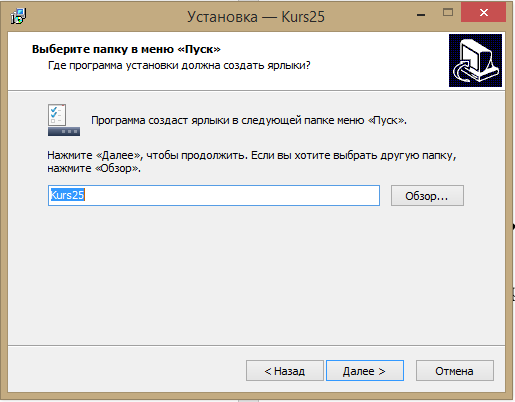 Установка — Kurs25
Выберите папку в меню «Пуск»
Где программа установки должна создать ярлыки?
Программа создаст ярлыки в следующей папке меню «Пуск».
Нажмите «Далее», чтобы продолжить. Если вы хотите выбрать другую папку,
нажмите «Обзор».
Kurs25
Обзор...
< Назад
Далее >
Отмена